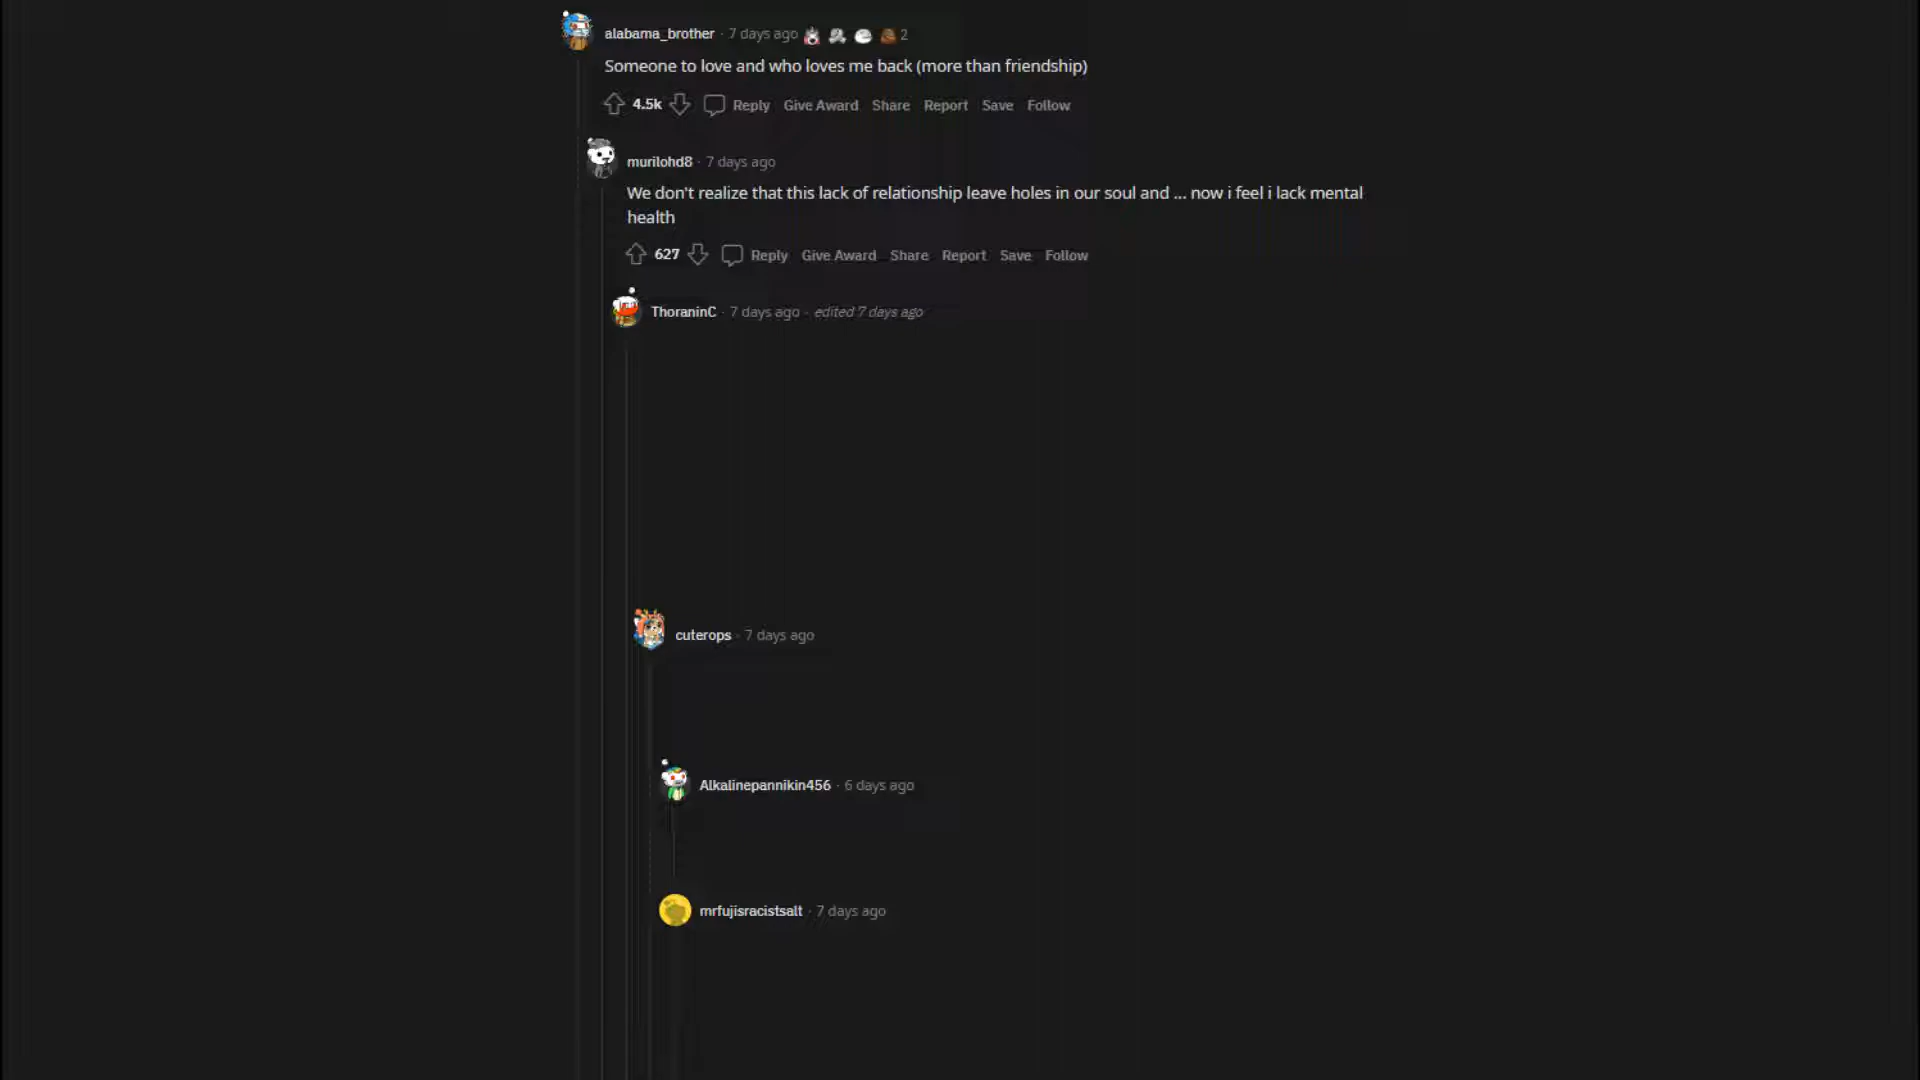 alabama_brother · 7 days ago 2
Someone to love and who loves me back (more than friendship)
4.5k Reply Give Award Share Report Save Follow
murilohd8 · 7 days ago
We don't realize that this lack of relationship leave holes in our soul and ... now i feel i lack mental
health
627 Reply Give Award Share Report Save Follow
ThoraninC · 7 days ago · edited 7 days ago
cuterops · 7 days ago
Alkalinepannikin456 · 6 days ago
mrfujisracistsalt · 7 days ago